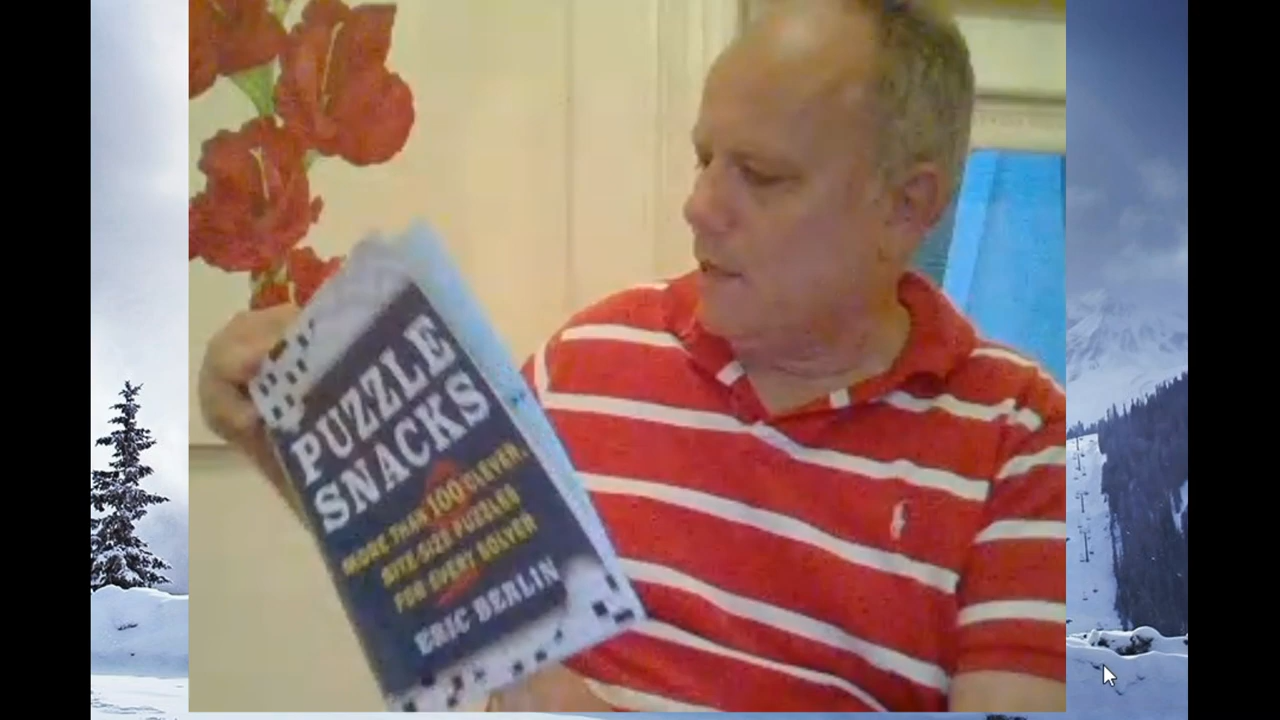 PUZZLE
SNACKS
MORE THAN 100 CLEVER,
BITE-SIZE PUZZLES
FOR EVERY SOLVER
ERIC BERLIN